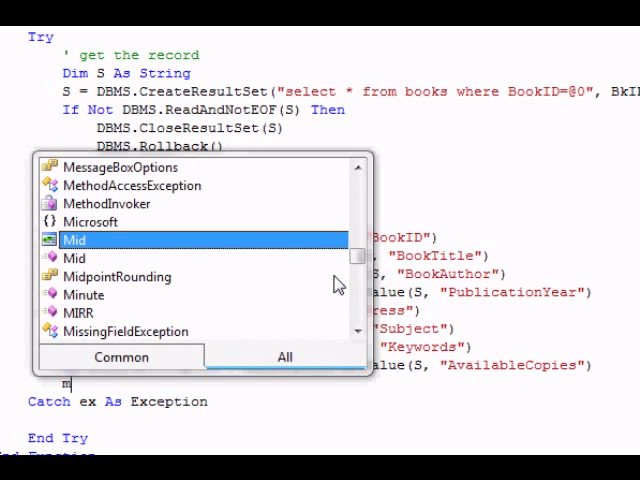 Try
' get the record
Dim S As String
S = DBMS.CreateResultSet("select * from books where BookID=@0", BkI
If Not DBMS.ReadAndNotEOF(S) Then
DBMS.CloseResultSet(S)
DBMS.Rollback()
MessageBoxOptions
MethodAccessException
MethodInvoker
{} Microsoft
Mid
Mid
MidpointRounding
Minute
MIRR
MissingFieldException
Common All
BookID")
, "BookTitle")
S, "BookAuthor")
alue(S, "PublicationYear")
ress")
"Subject")
"Keywords")
alue(S, "AvailableCopies")
m
Catch ex As Exception
End Try
End Function